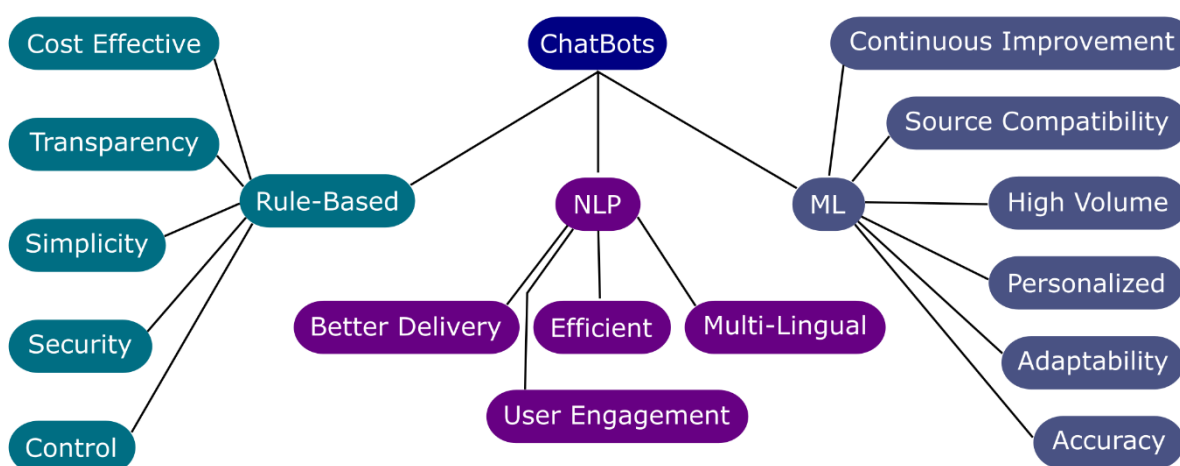 ChatBots
Rule-Based
Cost Effective
Transparency
Simplicity
Security
Control
NLP
Better Delivery
Efficient
Multi-Lingual
User Engagement
ML
Continuous Improvement
Source Compatibility
High Volume
Personalized
Adaptability
Accuracy